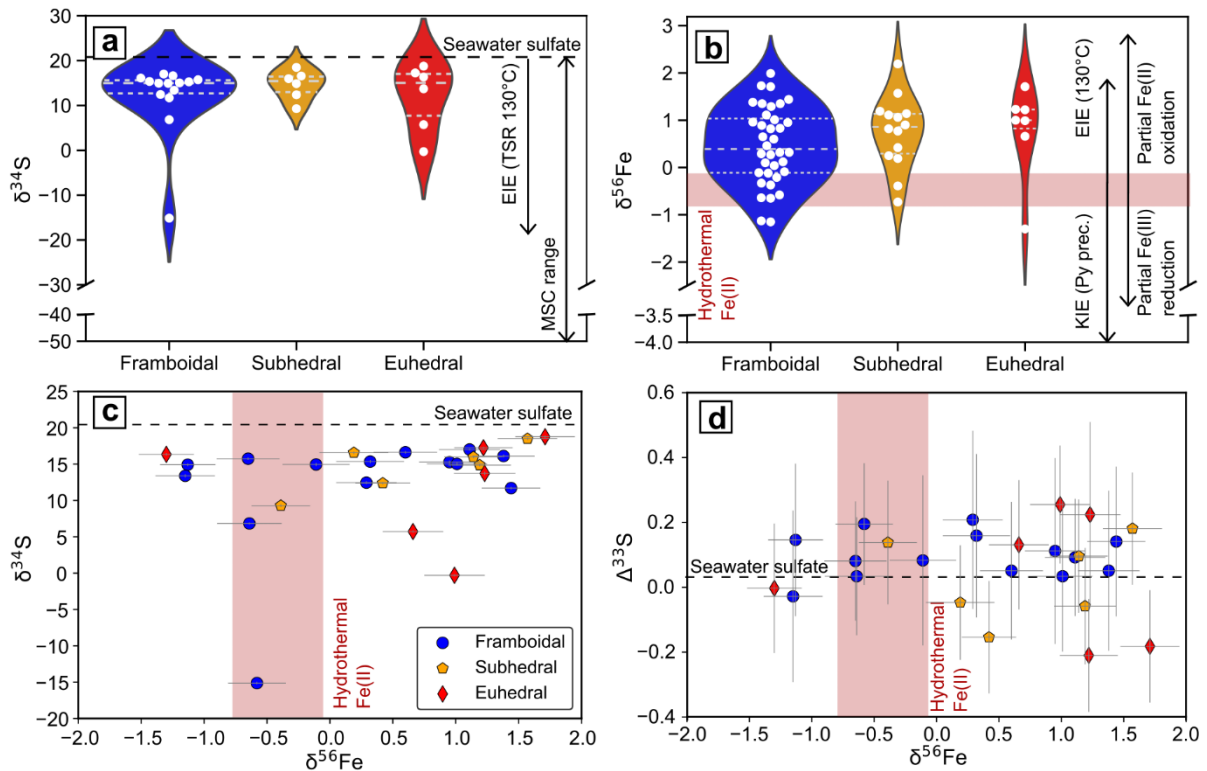 a
δ³⁴S
30
20
10
0
−10
−20
−30
−40
−50
Seawater sulfate
EIE (TSR 130°C)
MSC range
Framboidal
Subhedral
Euhedral
b
δ⁵⁶Fe
3
2
1
0
−1
−2
−3.5
−4.0
Hydrothermal
Fe(II)
EIE (130°C)
KIE (Py prec.)
Partial Fe(II)
oxidation
Partial Fe(III)
reduction
Framboidal
Subhedral
Euhedral
c
δ³⁴S
25
20
15
10
5
0
−5
−10
−15
−20
Seawater sulfate
Hydrothermal
Fe(II)
Framboidal
Subhedral
Euhedral
−2.0
−1.5
−1.0
−0.5
0.0
0.5
1.0
1.5
2.0
δ⁵⁶Fe
d
Δ³³S
0.6
0.4
0.2
0.0
−0.2
−0.4
Seawater sulfate
Hydrothermal
Fe(II)
−2.0
−1.5
−1.0
−0.5
0.0
0.5
1.0
1.5
2.0
δ⁵⁶Fe